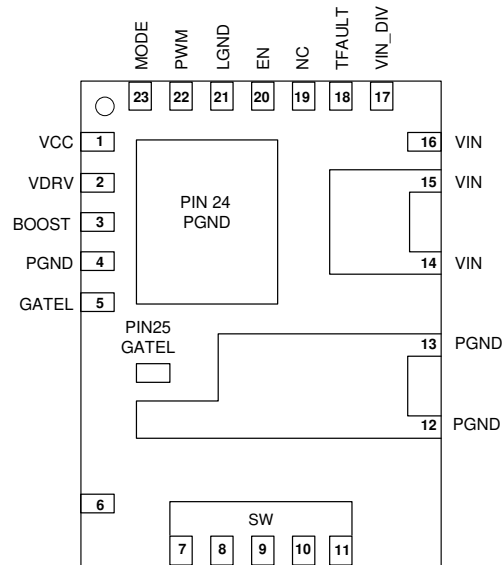 MODE
PWM
LGND
EN
NC
TFAULT
VIN_DIV
23
22
21
20
19
18
17
VCC
1
16
VIN
VDRV
2
15
VIN
BOOST
3
PIN 24
PGND
PGND
4
14
VIN
GATEL
5
PIN25
GATEL
13
PGND
12
PGND
6
SW
7
8
9
10
11